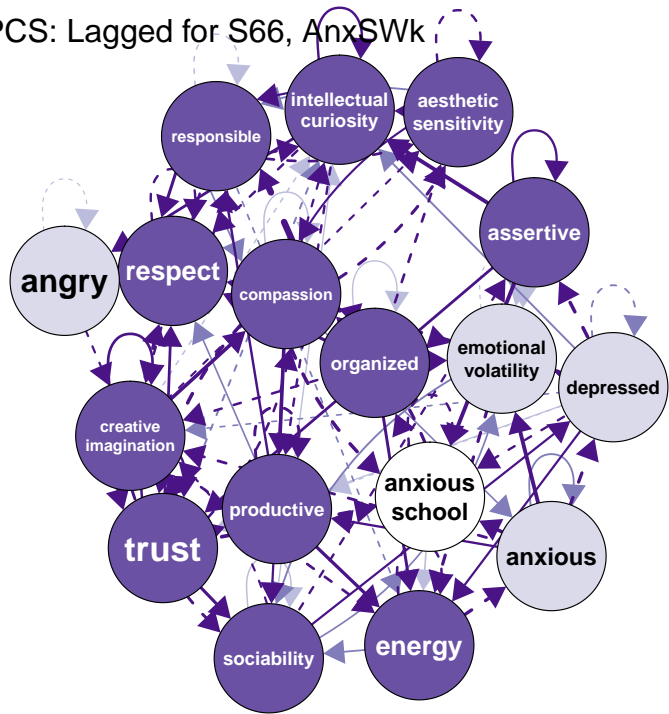 PCS: Lagged for S66, AnxSWk
intellectual
curiosity
aesthetic
sensitivity
responsible
assertive
respect
angry
compassion
organized
emotional
volatility
depressed
creative
imagination
anxious
school
productive
trust
anxious
energy
sociability